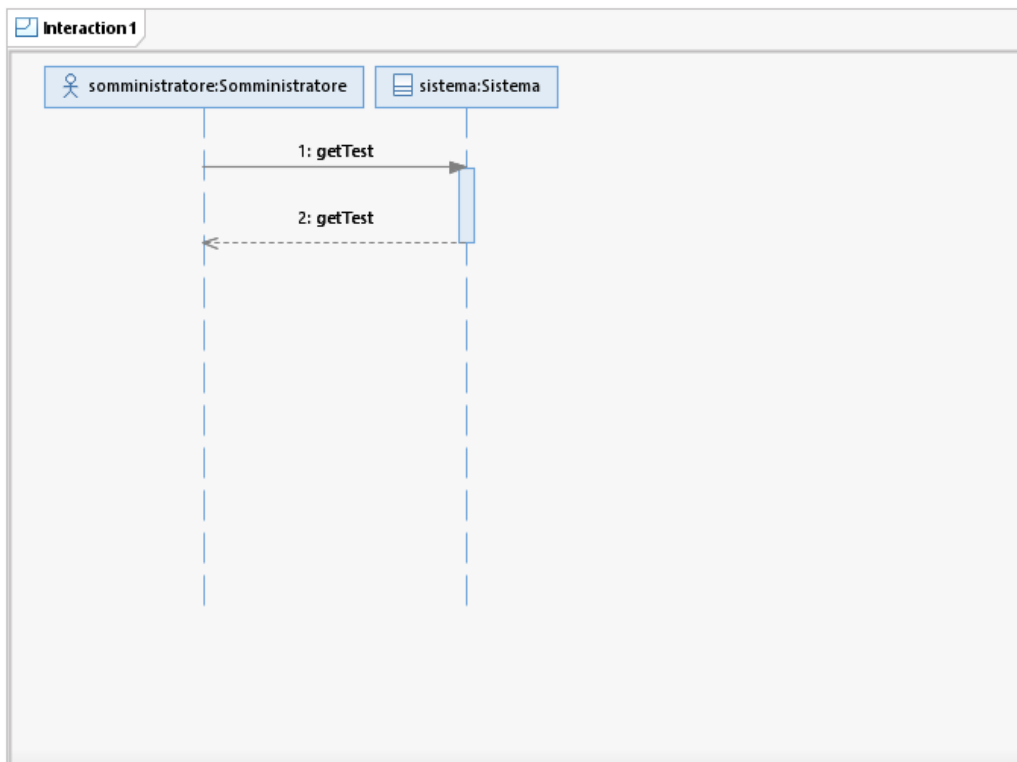 Interaction1
somministratore:Somministratore
sistema:Sistema
1: getTest
2: getTest